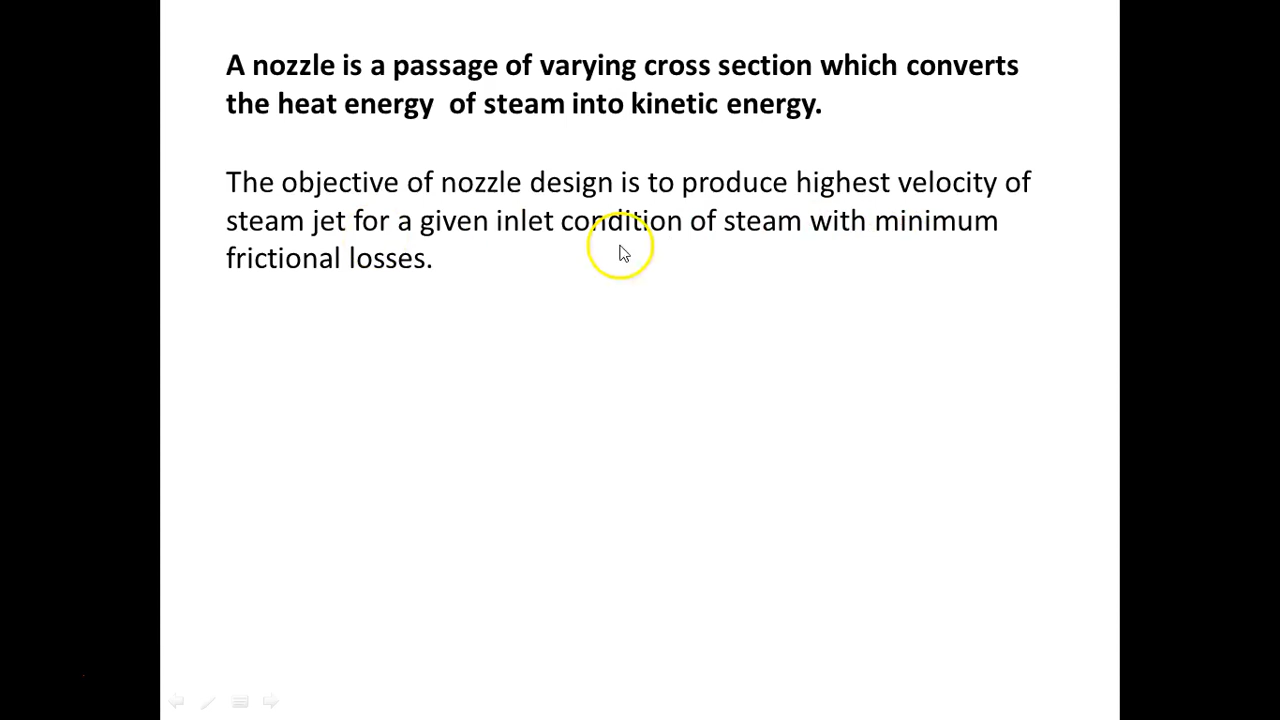 A nozzle is a passage of varying cross section which converts
the heat energy  of steam into kinetic energy.
The objective of nozzle design is to produce highest velocity of
steam jet for a given inlet condition of steam with minimum
frictional losses.